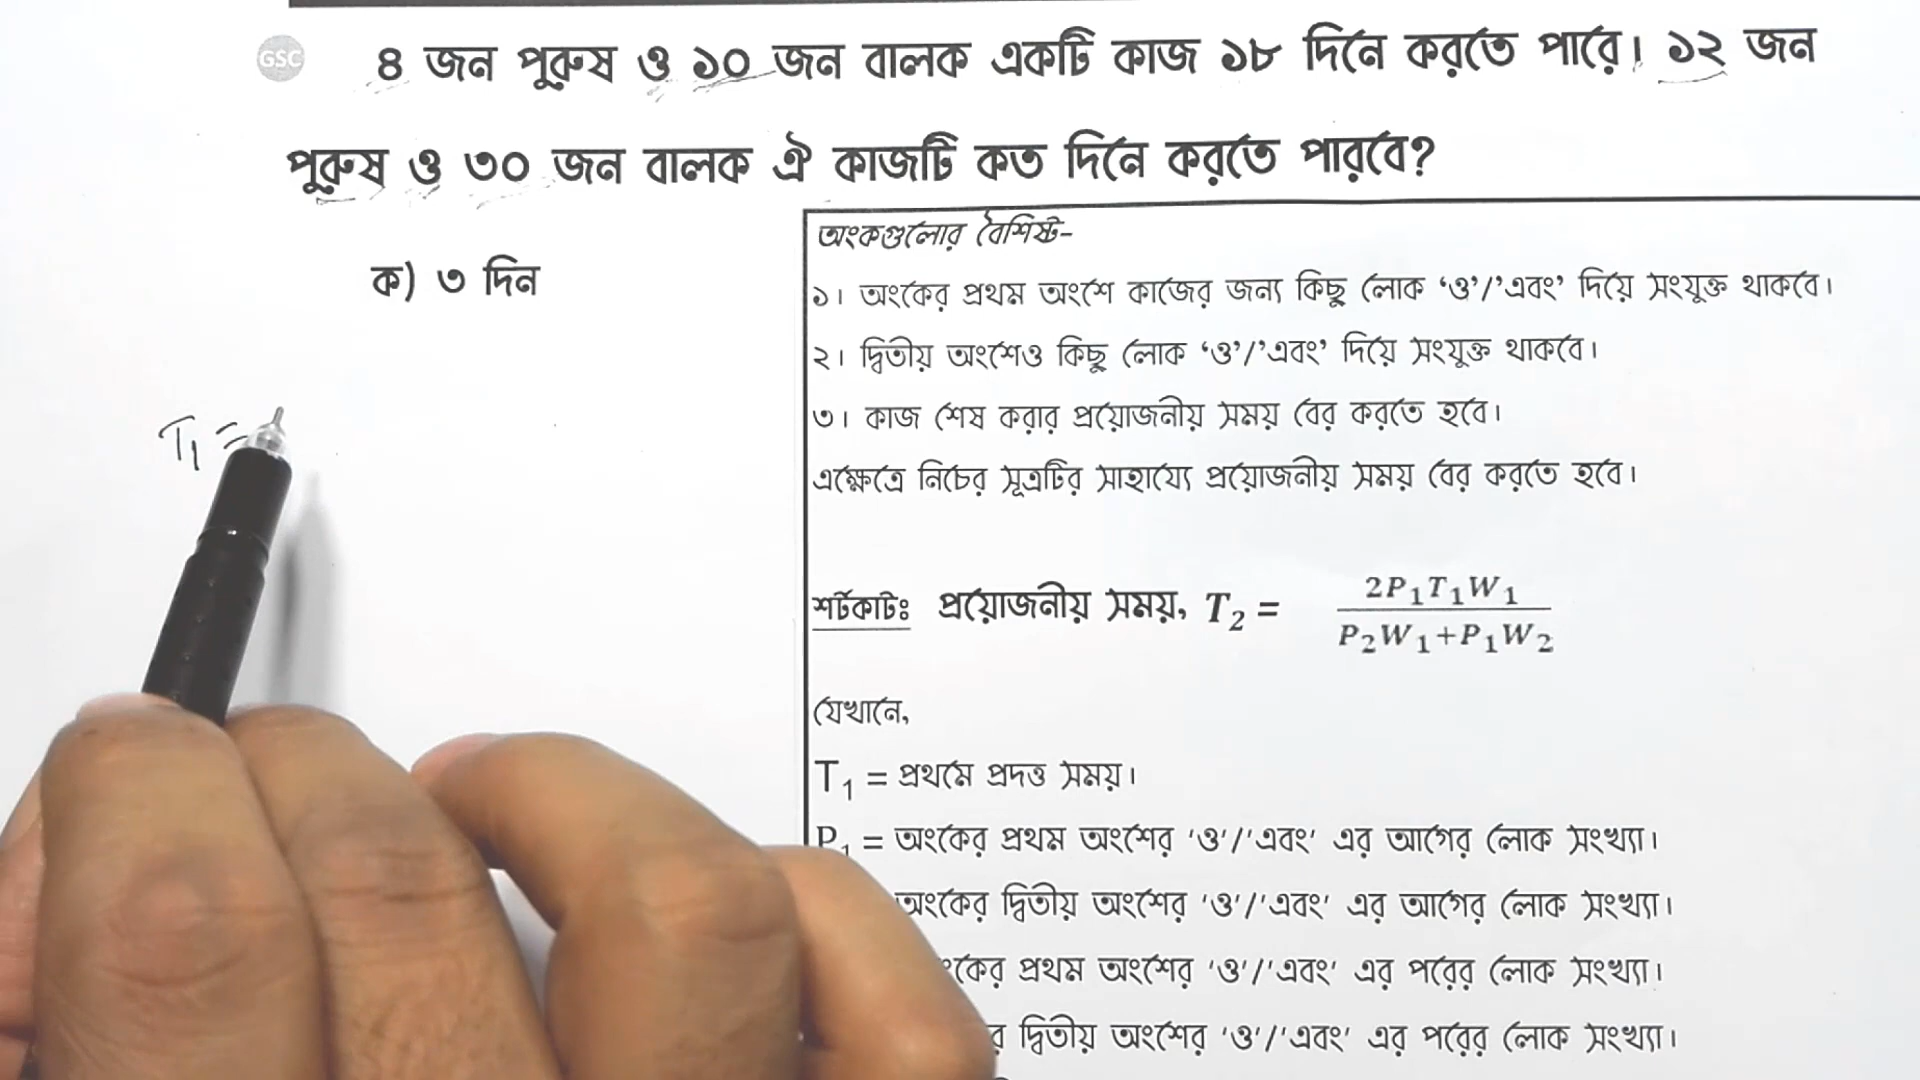 GSC
৪ জন পুরুষ ও ১০ জন বালক একটি কাজ ১৮ দিনে করতে পারে। ১২ জন
পুরুষ ও ৩০ জন বালক ঐ কাজটি কত দিনে করতে পারবে?
ক) ৩ দিন
T₁ =
অংকগুলোর বৈশিষ্ট-
১। অংকের প্রথম অংশে কাজের জন্য কিছু লোক ‘ও’/’এবং’ দিয়ে সংযুক্ত থাকবে।
২। দ্বিতীয় অংশেও কিছু লোক ‘ও’/’এবং’ দিয়ে সংযুক্ত থাকবে।
৩। কাজ শেষ করার প্রয়োজনীয় সময় বের করতে হবে।
এক্ষেত্রে নিচের সূত্রটির সাহায্যে প্রয়োজনীয় সময় বের করতে হবে।
শর্টকাটঃ প্রয়োজনীয় সময়, T₂ = 2P₁T₁W₁ / P₂W₁+P₁W₂
যেখানে,
T₁ = প্রথমে প্রদত্ত সময়।
P₁ = অংকের প্রথম অংশের ‘ও’/‘এবং’ এর আগের লোক সংখ্যা।
অংকের দ্বিতীয় অংশের ‘ও’/‘এবং’ এর আগের লোক সংখ্যা।
প্রথম অংশের ‘ও’/‘এবং’ এর পরের লোক সংখ্যা।
দ্বিতীয় অংশের ‘ও’/‘এবং’ এর পরের লোক সংখ্যা।